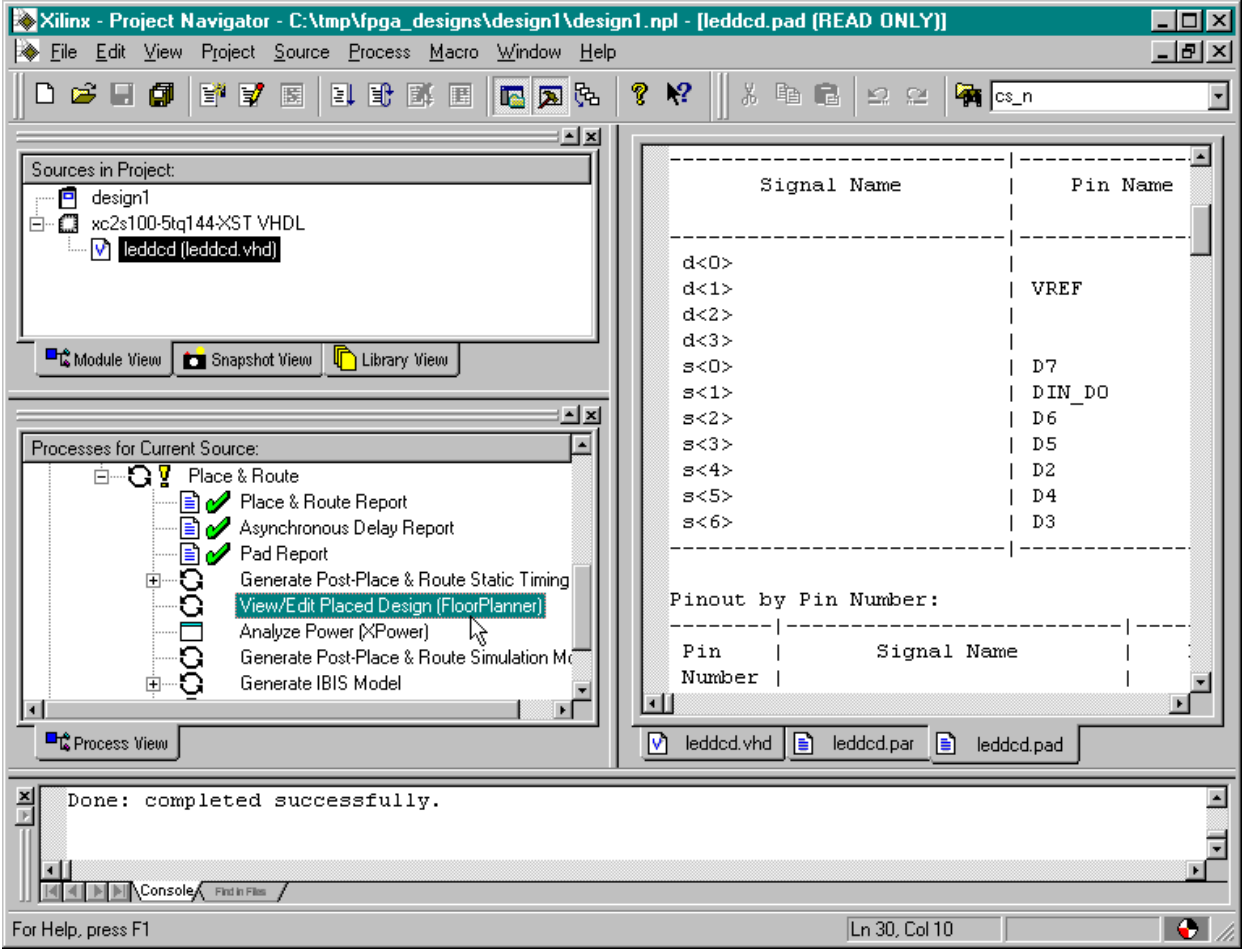 Xilinx - Project Navigator - C:\tmp\fpga_designs\design1\design1.npl - [leddcd.pad (READ ONLY)]
File Edit View Project Source Process Macro Window Help
cs_n
Sources in Project:
design1
xc2s100-5tq144-XST VHDL
leddcd (leddcd.vhd)
Module View Snapshot View Library View
Processes for Current Source:
Place & Route
Place & Route Report
Asynchronous Delay Report
Pad Report
Generate Post-Place & Route Static Timing
View/Edit Placed Design (FloorPlanner)
Analyze Power (XPower)
Generate Post-Place & Route Simulation Mo
Generate IBIS Model
Process View
Signal Name | Pin Name
d<0> |
d<1> | VREF
d<2> |
d<3> |
s<0> | D7
s<1> | DIN_D0
s<2> | D6
s<3> | D5
s<4> | D2
s<5> | D4
s<6> | D3
Pinout by Pin Number:
Pin | Signal Name |
Number | |
leddcd.vhd leddcd.par leddcd.pad
Done: completed successfully.
Console Find in Files
For Help, press F1 Ln 30, Col 10